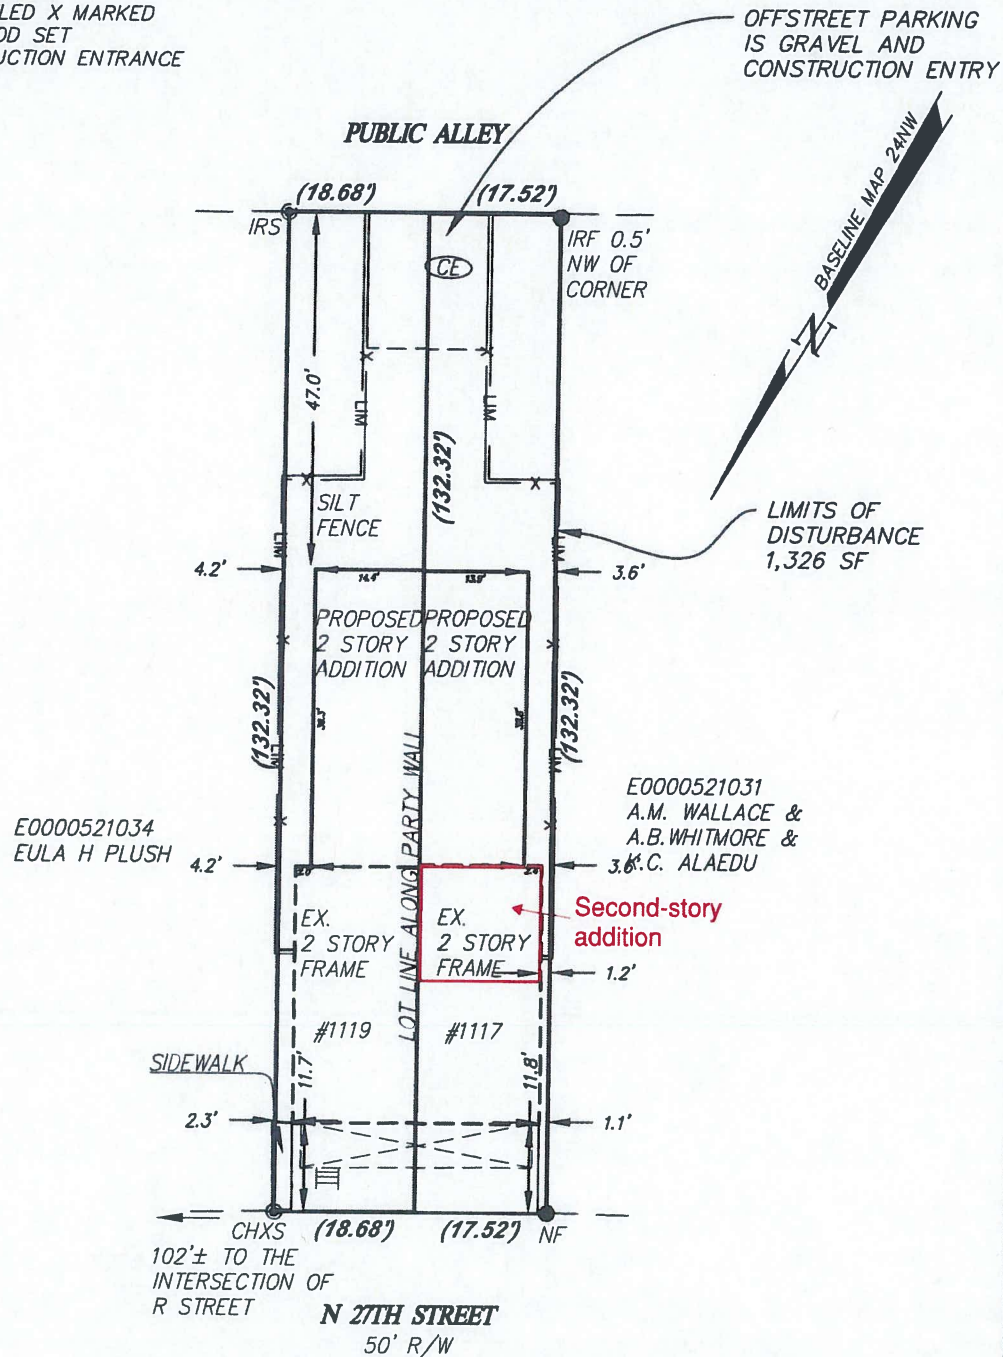 LED X MARKED
OD SET
UCTION ENTRANCE
OFFSTREET PARKING
IS GRAVEL AND
CONSTRUCTION ENTRY
PUBLIC ALLEY
BASELINE MAP 24NW
(18.68')
(17.52')
IRS
IRF 0.5'
NW OF
CORNER
CE
N
47.0'
LIM
LIM
(132.32')
SILT
FENCE
LIMITS OF
DISTURBANCE
1,326 SF
LIM
LIM
4.2'
3.6'
PROPOSED
2 STORY
ADDITION
PROPOSED
2 STORY
ADDITION
(132.32')
(132.32')
LIM
LIM
LOT LINE ALONG PARTY WALL
E0000521034
EULA H PLUSH
E0000521031
A.M. WALLACE &
A.B.WHITMORE &
K.C. ALAEDU
4.2'
EX.
2 STORY
FRAME
EX.
2 STORY
FRAME
Second-story
addition
1.2'
#1119
#1117
SIDEWALK
11.7'
11.8'
2.3'
1.1'
CHXS
(18.68')
(17.52')
NF
102'± TO THE
INTERSECTION OF
R STREET
N 27TH STREET
50' R/W